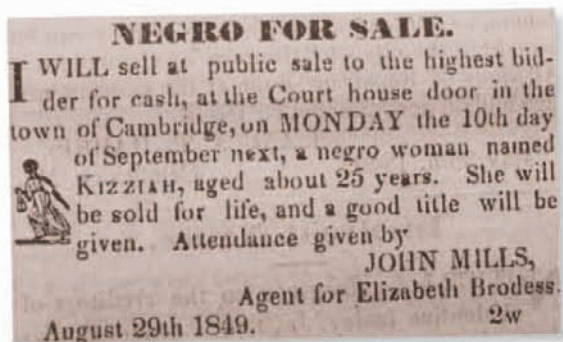 NEGRO FOR SALE.
I WILL sell at public sale to the highest bid-
der for cash, at the Court house door in the
town of Cambridge, on MONDAY the 10th day
of September next, a negro woman named
KIZZIAH, aged about 25 years. She will
be sold for life, and a good title will be
given. Attendance given by
JOHN MILLS,
Agent for Elizabeth Brodess.
August 29th 1849. 2w